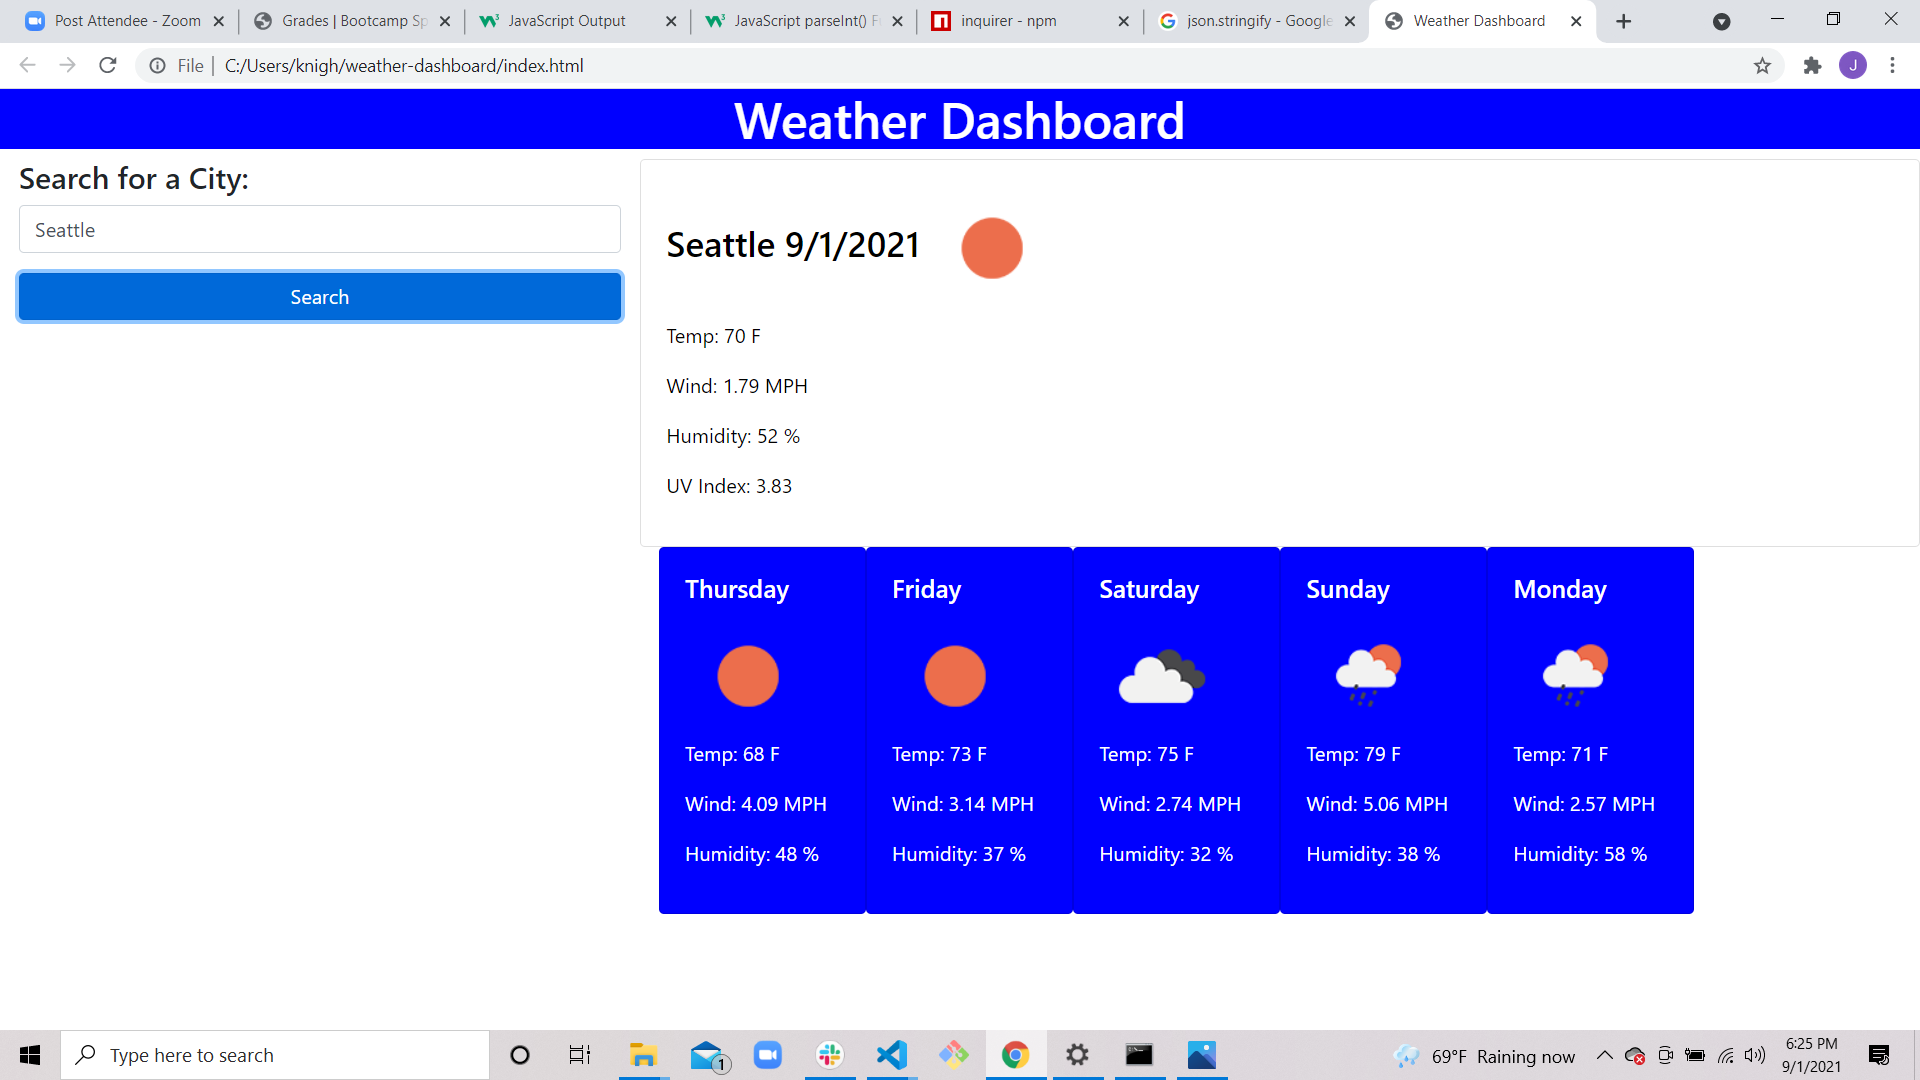 Post Attendee - Zoom
Grades | Bootcamp Sp
JavaScript Output
JavaScript parseInt() F
inquirer - npm
json.stringify - Google
Weather Dashboard
File | C:/Users/knigh/weather-dashboard/index.html
J
Weather Dashboard
Search for a City:
Seattle
Search
Seattle 9/1/2021
Temp: 70 F
Wind: 1.79 MPH
Humidity: 52 %
UV Index: 3.83
Thursday Friday Saturday Sunday Monday
Temp: 68 F Temp: 73 F Temp: 75 F Temp: 79 F Temp: 71 F
Wind: 4.09 MPH Wind: 3.14 MPH Wind: 2.74 MPH Wind: 5.06 MPH Wind: 2.57 MPH
Humidity: 48 % Humidity: 37 % Humidity: 32 % Humidity: 38 % Humidity: 58 %
Type here to search
1
69°F Raining now
6:25 PM
9/1/2021